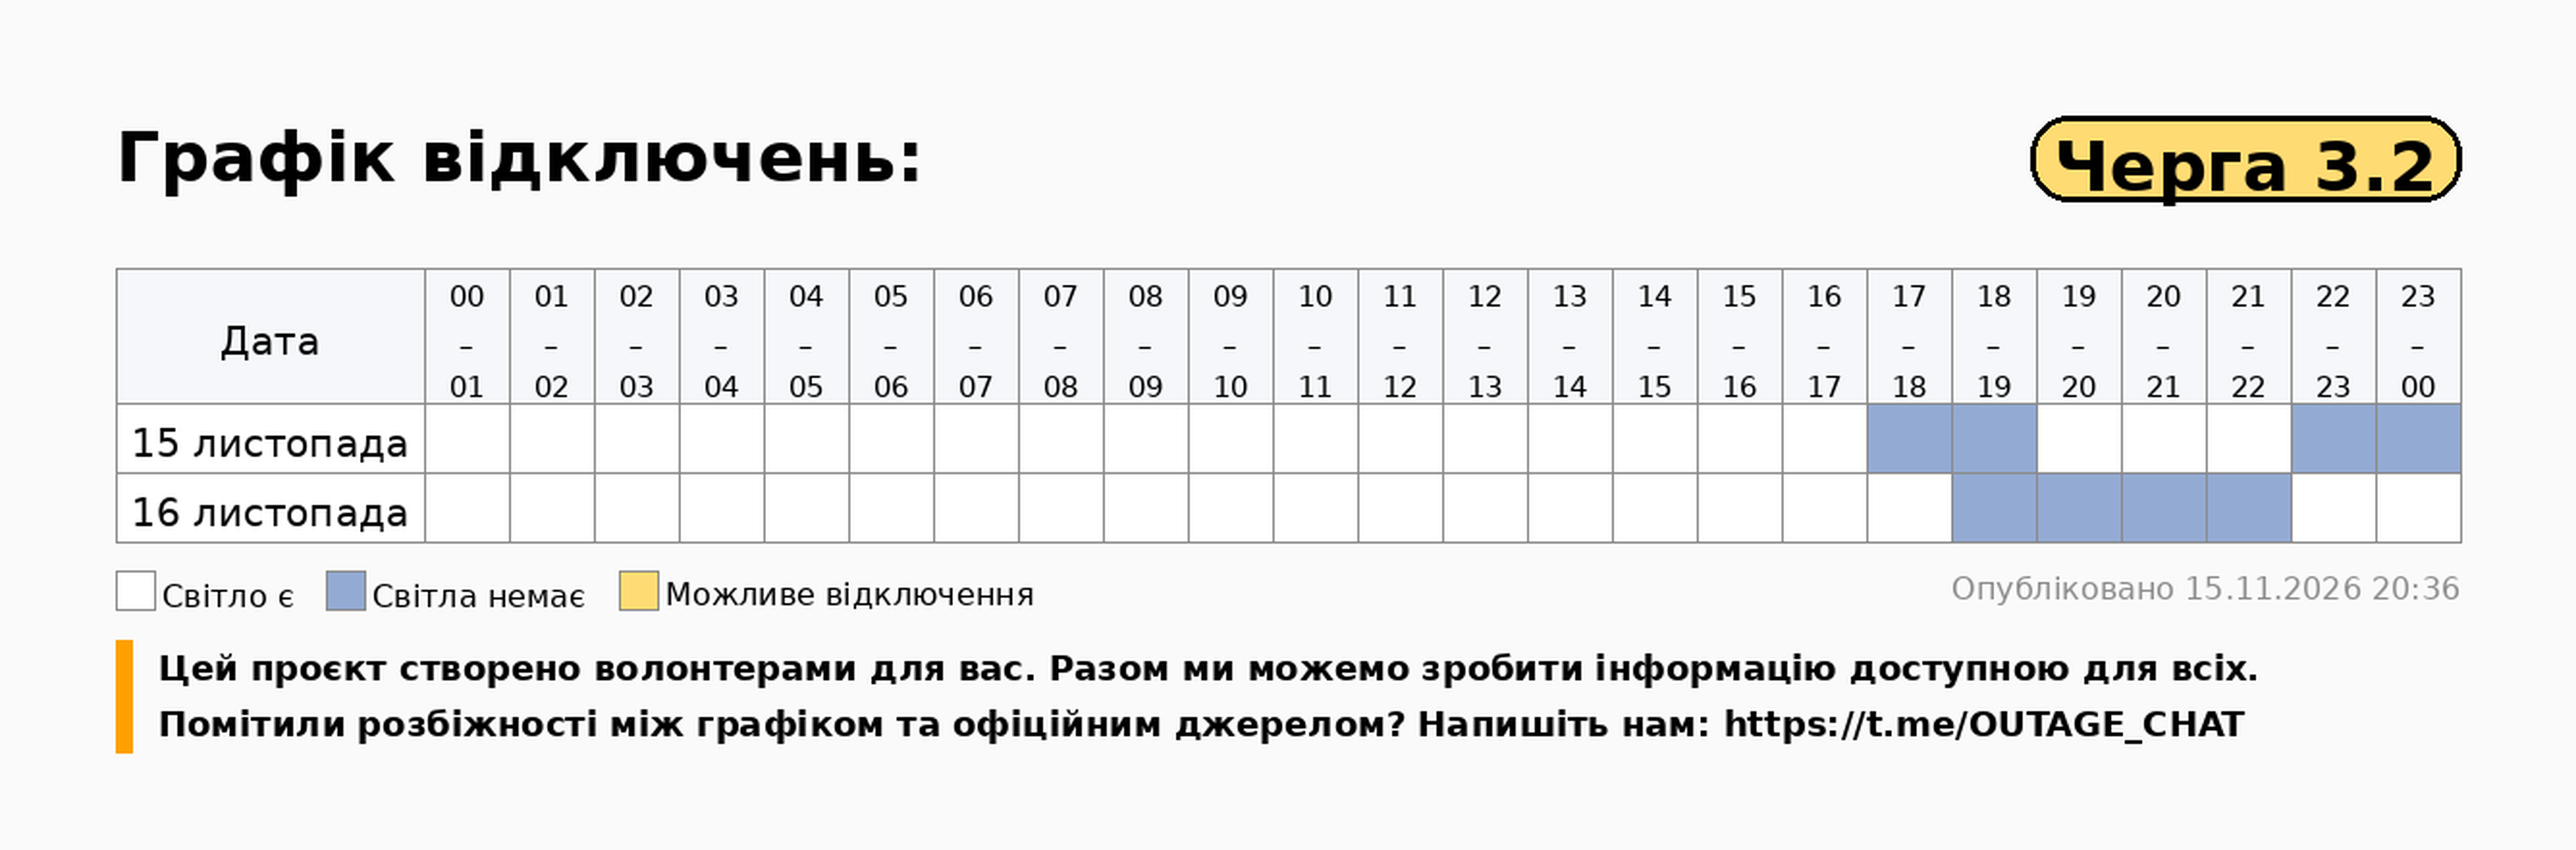 Графік відключень:
Черга 3.2
Дата 00 – 01 01 – 02 02 – 03 03 – 04 04 – 05 05 – 06 06 – 07 07 – 08 08 – 09 09 – 10 10 – 11 11 – 12 12 – 13 13 – 14 14 – 15 15 – 16 16 – 17 17 – 18 18 – 19 19 – 20 20 – 21 21 – 22 22 – 23 23 – 00
15 листопада
16 листопада
Світло є Світла немає Можливе відключення
Опубліковано 15.11.2026 20:36
Цей проєкт створено волонтерами для вас. Разом ми можемо зробити інформацію доступною для всіх.
Помітили розбіжності між графіком та офіційним джерелом? Напишіть нам: https://t.me/OUTAGE_CHAT